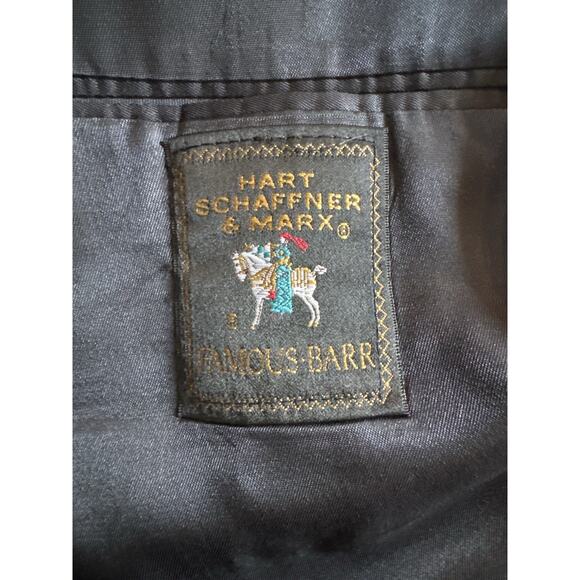 HART
SCHAFFNER
& MARX®
®
FAMOUS·BARR